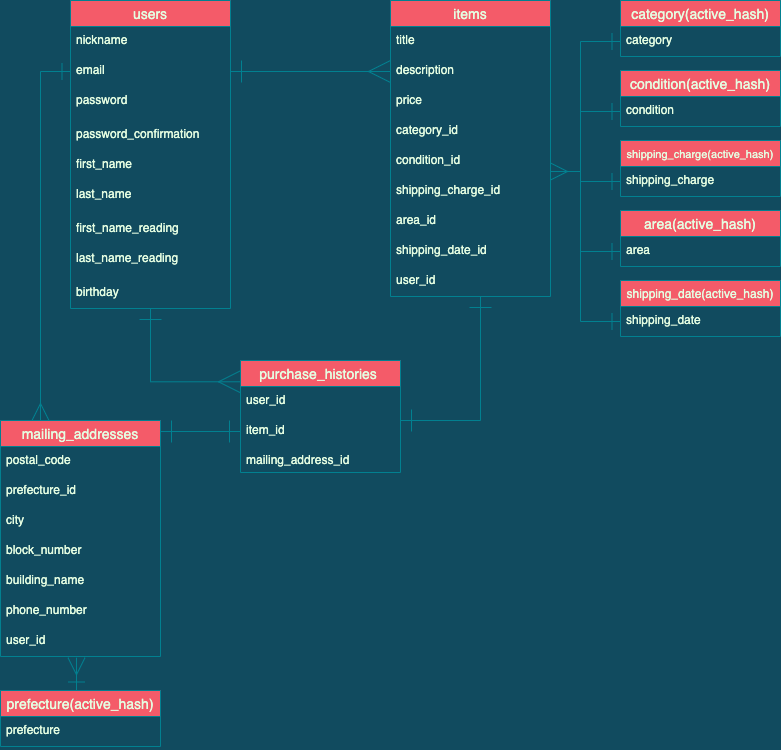 users
nickname
email
password
password_confirmation
first_name
last_name
first_name_reading
last_name_reading
birthday
items
title
description
price
category_id
condition_id
shipping_charge_id
area_id
shipping_date_id
user_id
category(active_hash)
category
condition(active_hash)
condition
shipping_charge(active_hash)
shipping_charge
area(active_hash)
area
shipping_date(active_hash)
shipping_date
purchase_histories
user_id
item_id
mailing_address_id
mailing_addresses
postal_code
prefecture_id
city
block_number
building_name
phone_number
user_id
prefecture(active_hash)
prefecture